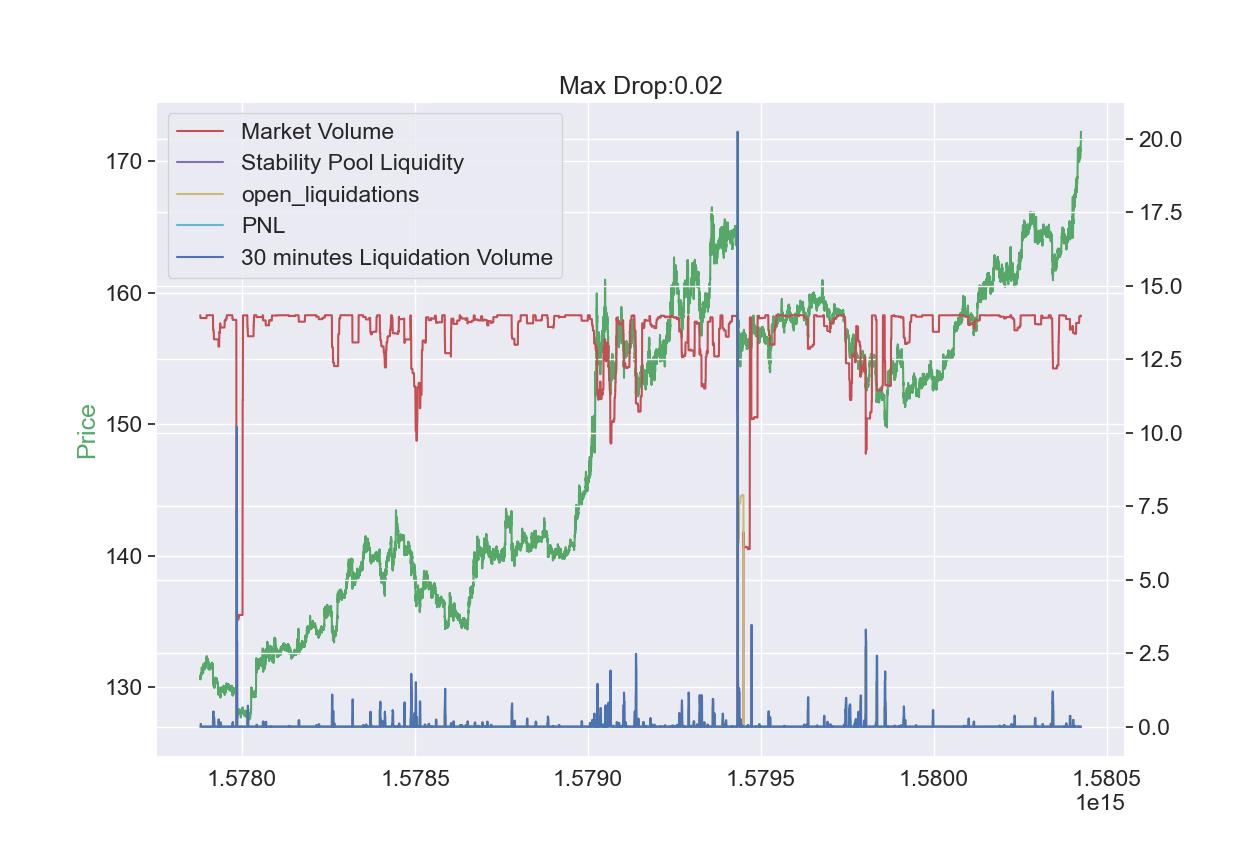 Max Drop:0.02
Market Volume
Stability Pool Liquidity
open_liquidations
PNL
30 minutes Liquidation Volume
Price
170
160
150
140
130
20.0
17.5
15.0
12.5
10.0
7.5
5.0
2.5
0.0
1.5780 1.5785 1.5790 1.5795 1.5800 1.5805
1e15